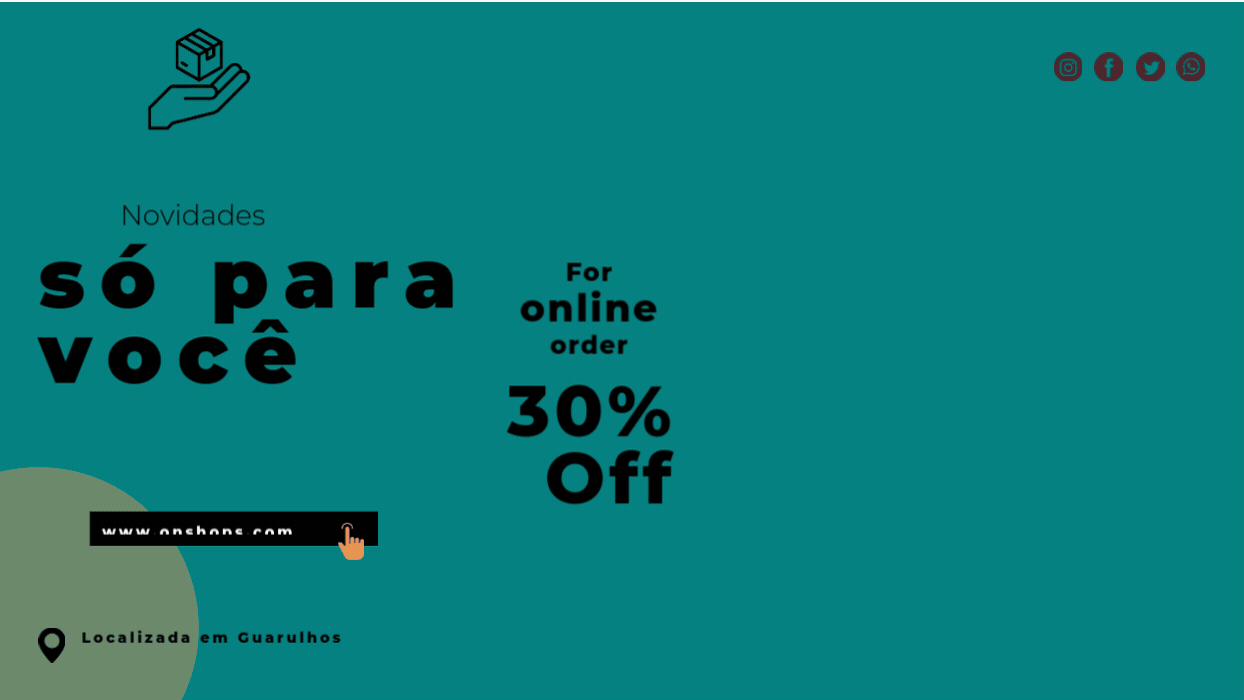 Novidades
só para
você
For
online
order
30%
Off
www.onshops.com
Localizada em Guarulhos